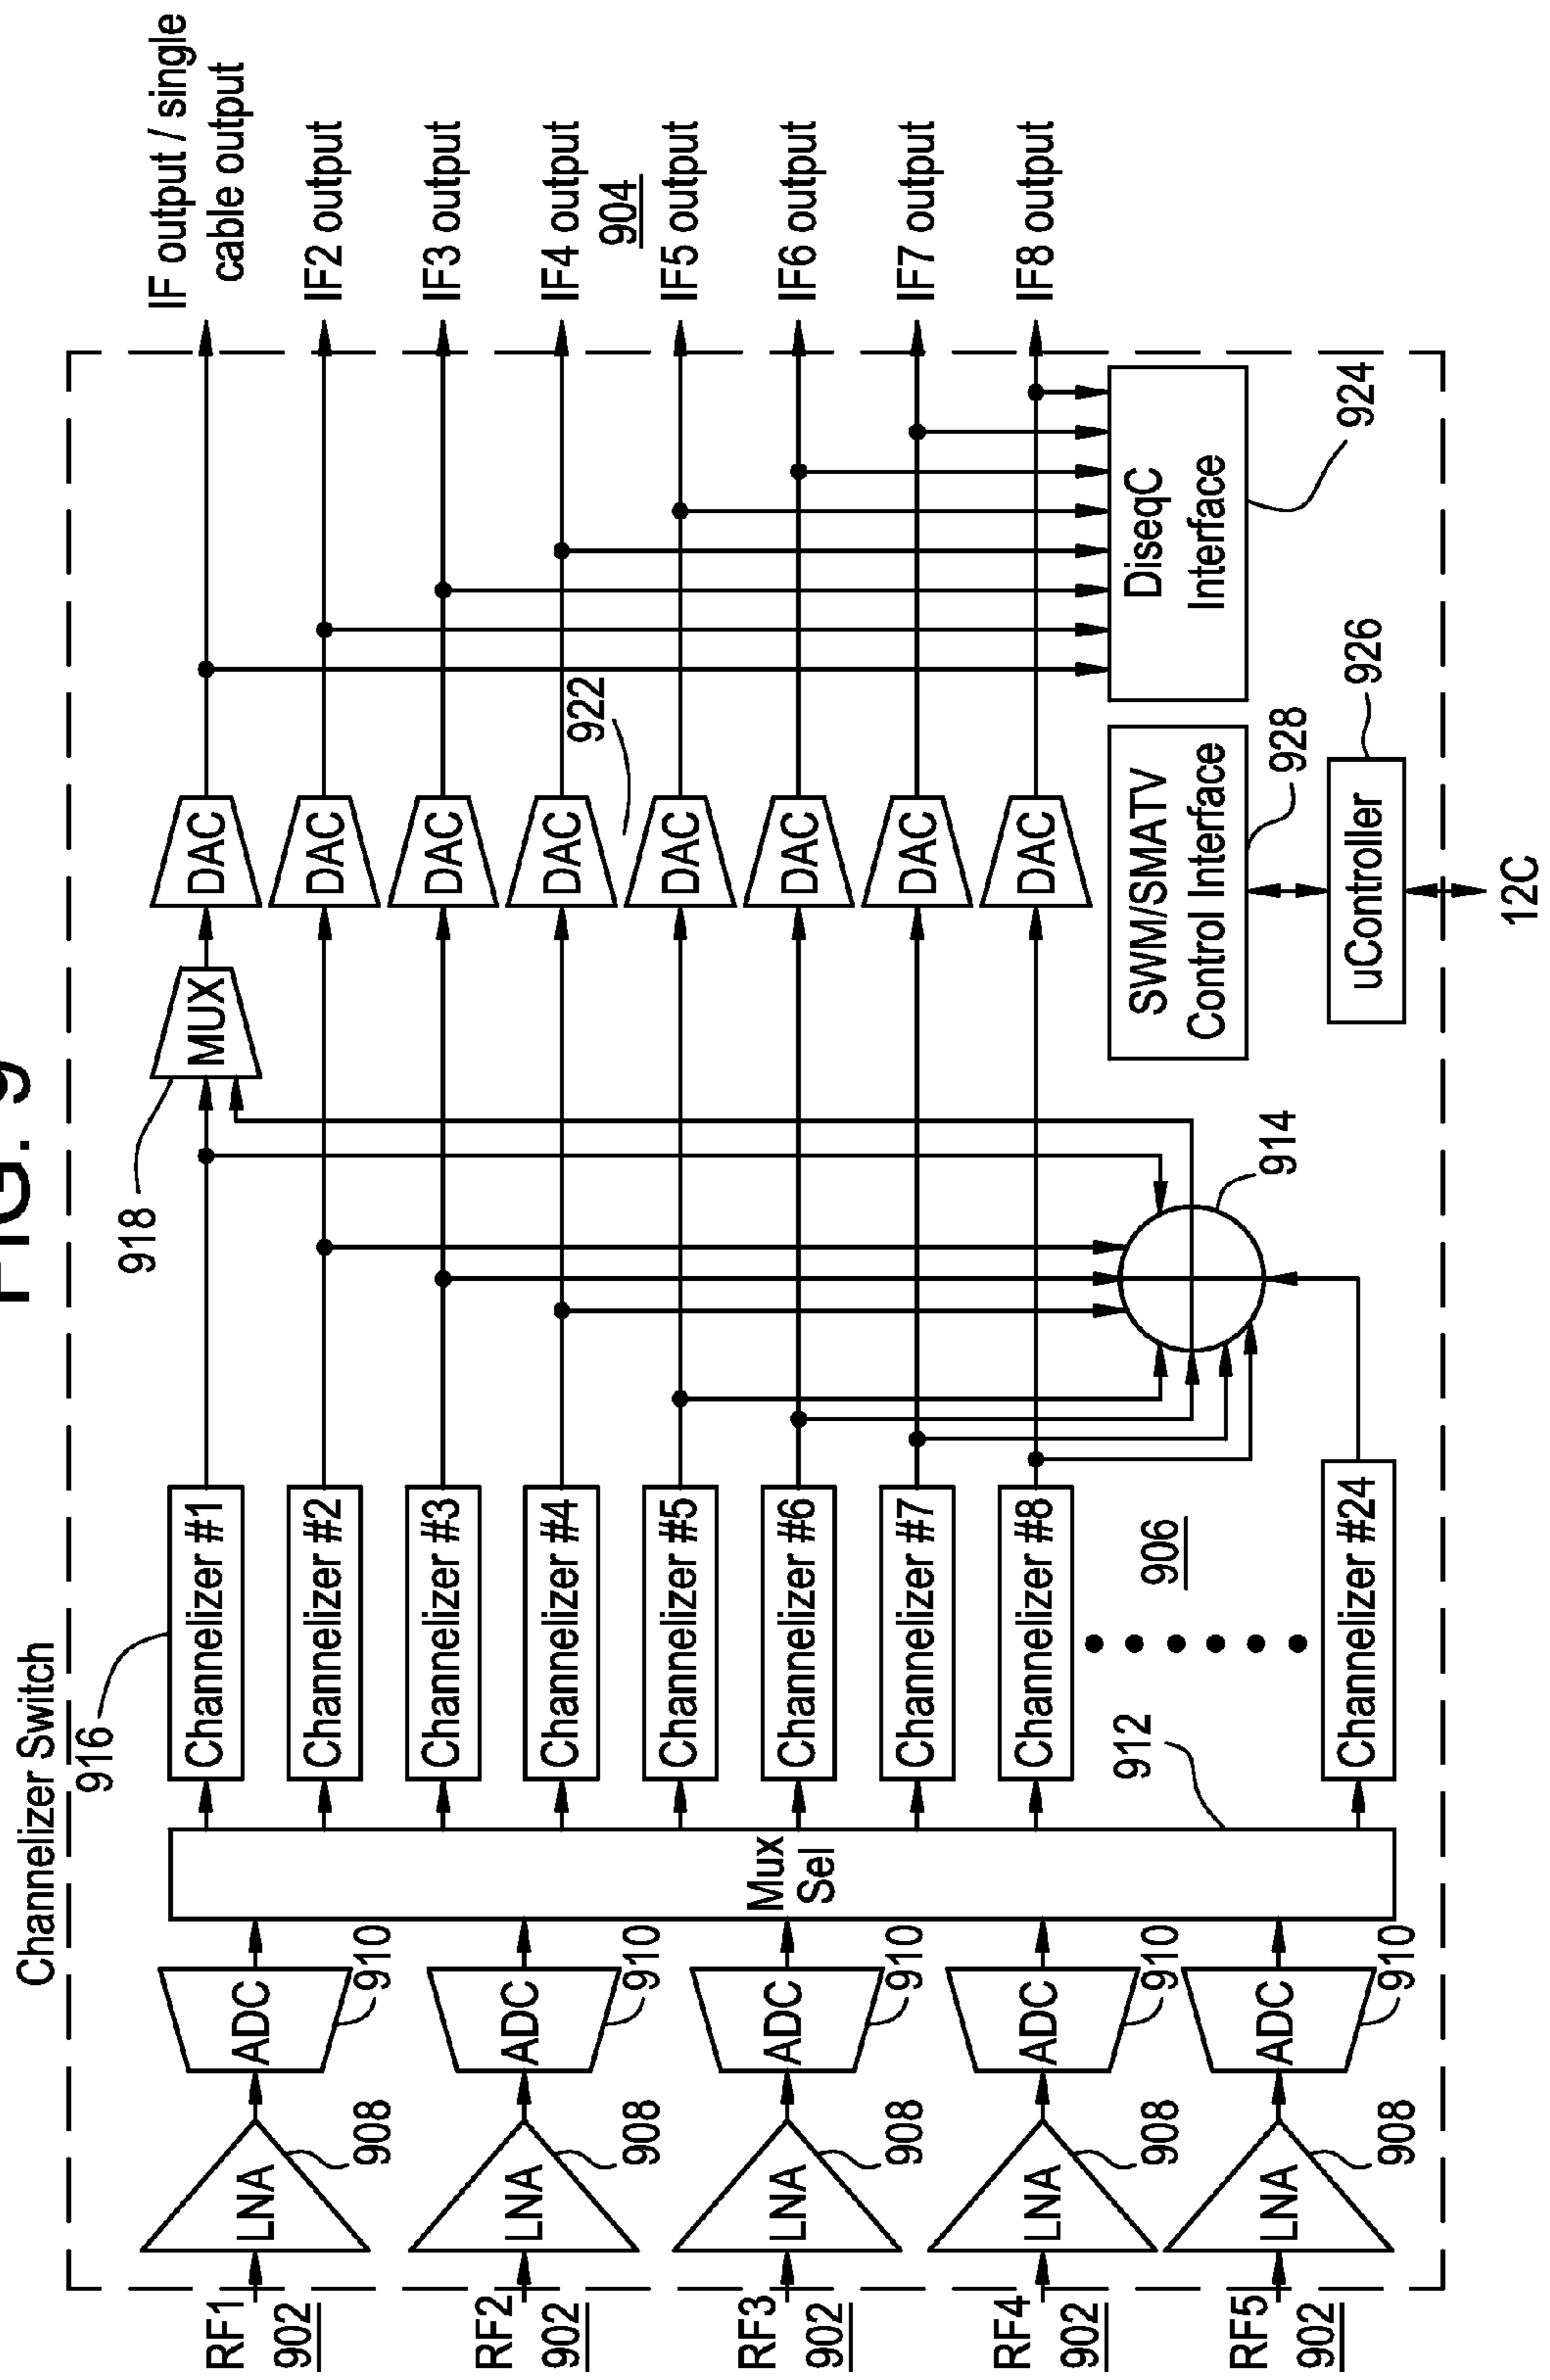 FIG. 9
Channelizer Switch
RF1
902
RF2
902
RF3
902
RF4
902
RF5
902
LNA
908
LNA
908
LNA
908
LNA
908
LNA
908
ADC
910
ADC
910
ADC
910
ADC
910
ADC
910
Mux
Sel
912
916
Channelizer #1
Channelizer #2
Channelizer #3
Channelizer #4
Channelizer #5
Channelizer #6
Channelizer #7
Channelizer #8
906
Channelizer #24
914
918
MUX
DAC
DAC
DAC
DAC
DAC
DAC
DAC
DAC
922
SWM/SMATV
Control Interface
928
uController
926
12C
DiseqC
Interface
924
IF output / single
cable output
IF2 output
IF3 output
IF4 output
904
IF5 output
IF6 output
IF7 output
IF8 output